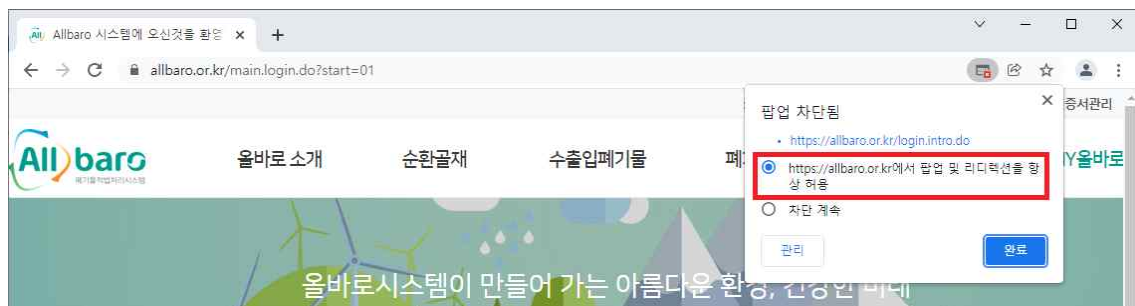 Allbaro 시스템에 오신것을 환영
allbaro.or.kr/main.login.do?start=01
증서관리
Allbaro
폐기물적법처리시스템
올바로 소개
순환골재
수출입폐기물
폐
MY올바로
팝업 차단됨
• https://allbaro.or.kr/login.intro.do
https://allbaro.or.kr에서 팝업 및 리디렉션을 항
상 허용
차단 계속
관리
완료
올바로시스템이 만들어 가는 아름다운 환경, 건강한 미래